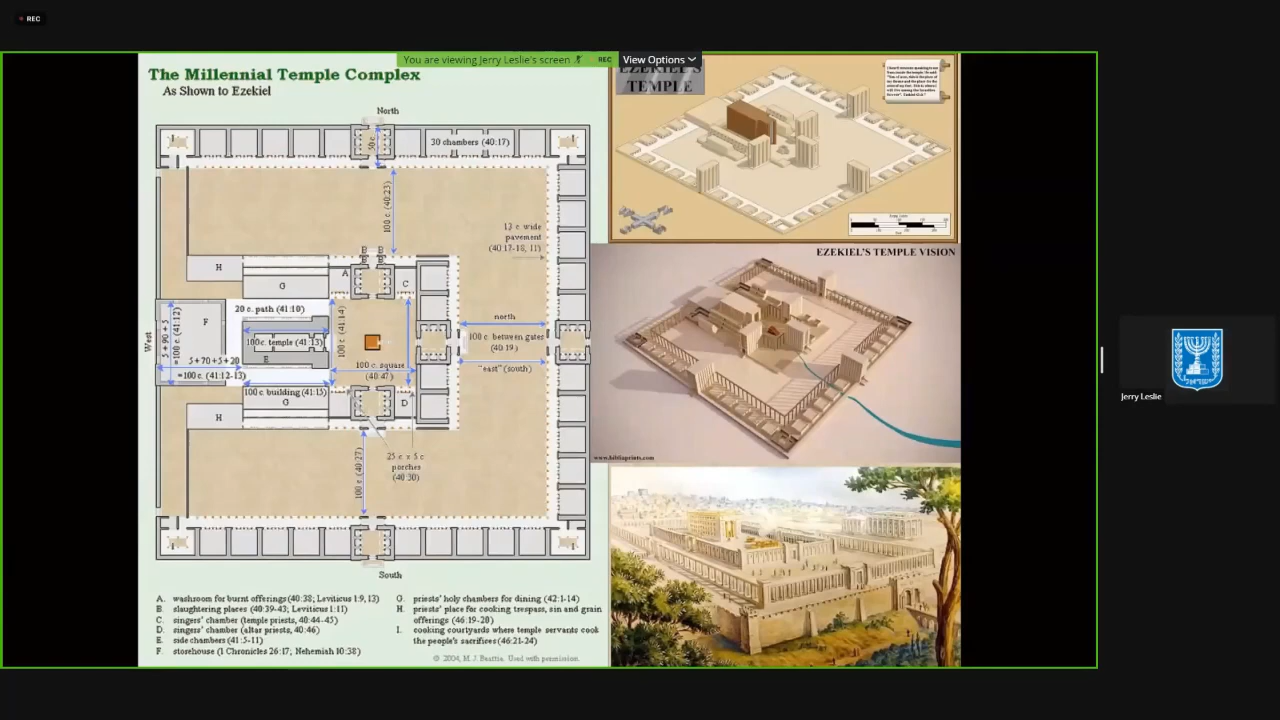 REC
You are viewing Jerry Leslie's screen
REC
View Options
The Millennial Temple Complex
As Shown to Ezekiel
North
30 chambers (40:17)
50 c.
100 c. (40:23)
13 c. wide
pavement
(40:17-18, 11)
H
G
A
B
B
C
20 c. path (41:10)
F
West
5 + 90 + 5
=100 c. (41:12)
100 c. temple (41:13)
E
5+70+5+20
=100 c. (41:12-13)
100 c. (41:14)
100 c. square
(40:47)
north
100 c. between gates
(40:19)
"east" (south)
100 c. building (41:15)
G
H
D
25 c. x 5 c.
porches
(40:30)
100 c. (40:27)
South
A. washroom for burnt offerings (40:38; Leviticus 1:9, 13)
B. slaughtering places (40:39-43; Leviticus 1:11)
C. singers' chamber (temple priests, 40:44-45)
D. singers' chamber (altar priests, 40:46)
E. side chambers (41:5-11)
F. storehouse (1 Chronicles 26:17; Nehemiah 10:38)
G. priests' holy chambers for dining (42:1-14)
H. priests' place for cooking trespass, sin and grain
offerings (46:19-20)
I. cooking courtyards where temple servants cook
the people's sacrifices (46:21-24)
© 2004, M. J. Beattie. Used with permission.
EZEKIEL'S
TEMPLE
EZEKIEL'S TEMPLE VISION
Jerry Leslie